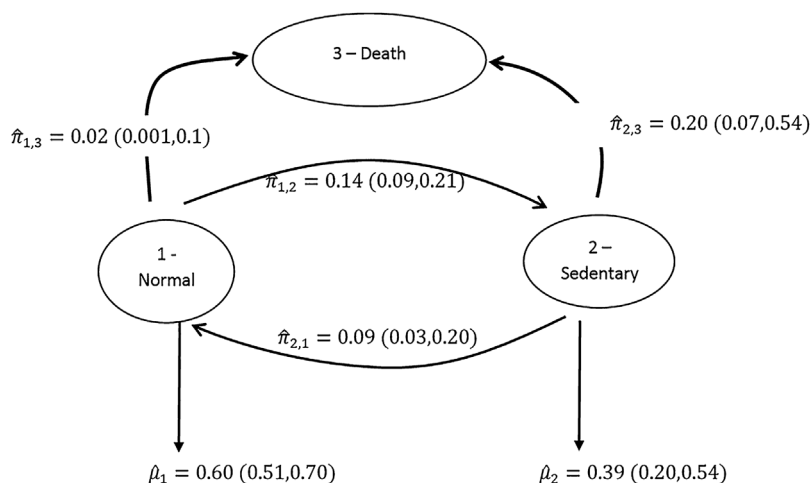 3 – Death
π̂₁,₃ = 0.02 (0.001,0.1)
π̂₂,₃ = 0.20 (0.07,0.54)
π̂₁,₂ = 0.14 (0.09,0.21)
1 -
Normal
2 –
Sedentary
π̂₂,₁ = 0.09 (0.03,0.20)
μ̂₁ = 0.60 (0.51,0.70)
μ̂₂ = 0.39 (0.20,0.54)